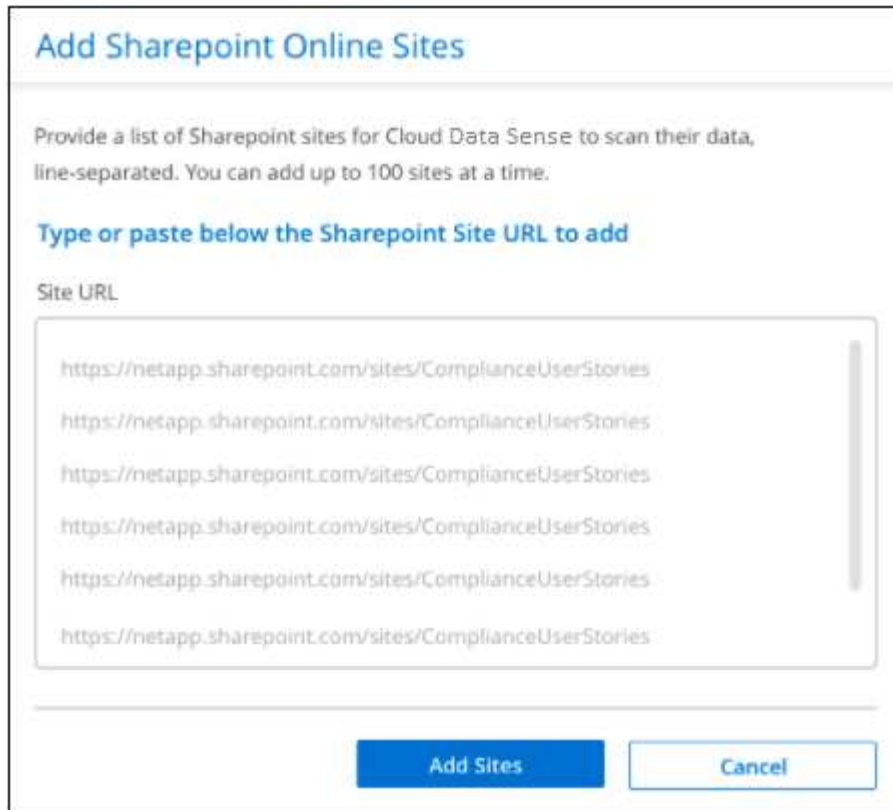 Add Sharepoint Online Sites
Provide a list of Sharepoint sites for Cloud Data Sense to scan their data,
line-separated. You can add up to 100 sites at a time.
Type or paste below the Sharepoint Site URL to add
Site URL
https://netapp.sharepoint.com/sites/ComplianceUserStories
https://netapp.sharepoint.com/sites/ComplianceUserStories
https://netapp.sharepoint.com/sites/ComplianceUserStories
https://netapp.sharepoint.com/sites/ComplianceUserStories
https://netapp.sharepoint.com/sites/ComplianceUserStories
https://netapp.sharepoint.com/sites/ComplianceUserStories
Add Sites
Cancel